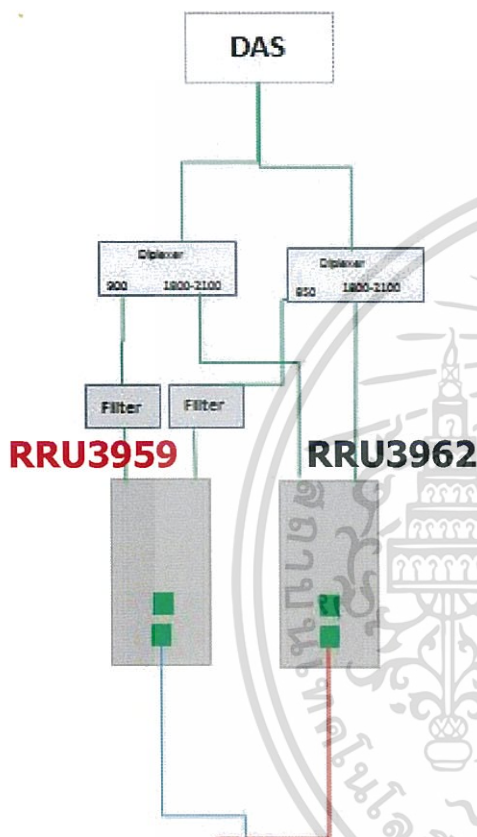 DAS
Diplexer
900 1800-2100
Diplexer
850 1800-2100
Filter
Filter
RRU3959
RRU3962